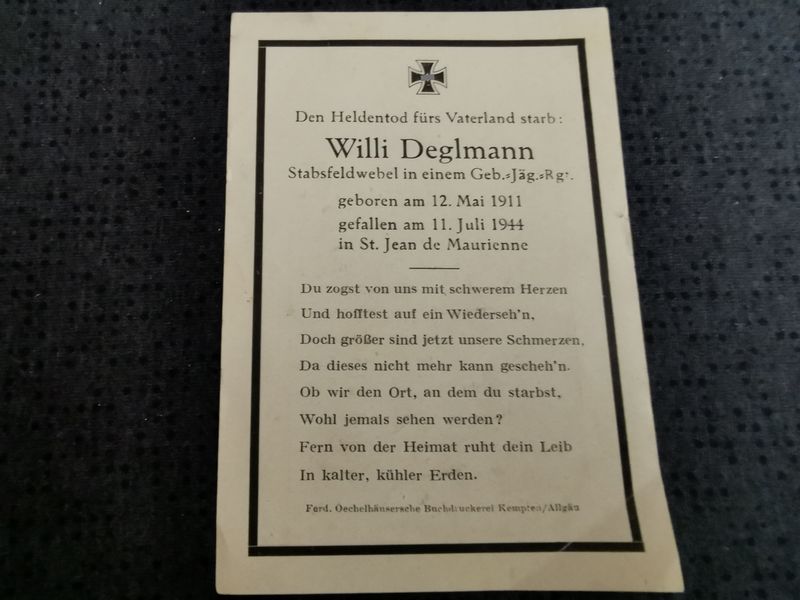 Den Heldentod fürs Vaterland starb:
Willi Deglmann
Stabsfeldwebel in einem Geb.-Jäg.-Rgt.
geboren am 12. Mai 1911
gefallen am 11. Juli 1944
in St. Jean de Maurienne
Du zogst von uns mit schwerem Herzen
Und hofftest auf ein Wiederseh'n,
Doch größer sind jetzt unsere Schmerzen,
Da dieses nicht mehr kann gescheh'n.
Ob wir den Ort, an dem du starbst,
Wohl jemals sehen werden?
Fern von der Heimat ruht dein Leib
In kalter, kühler Erden.
Ferd. Oechelhäusersche Buchdruckerei Kempten/Allgäu